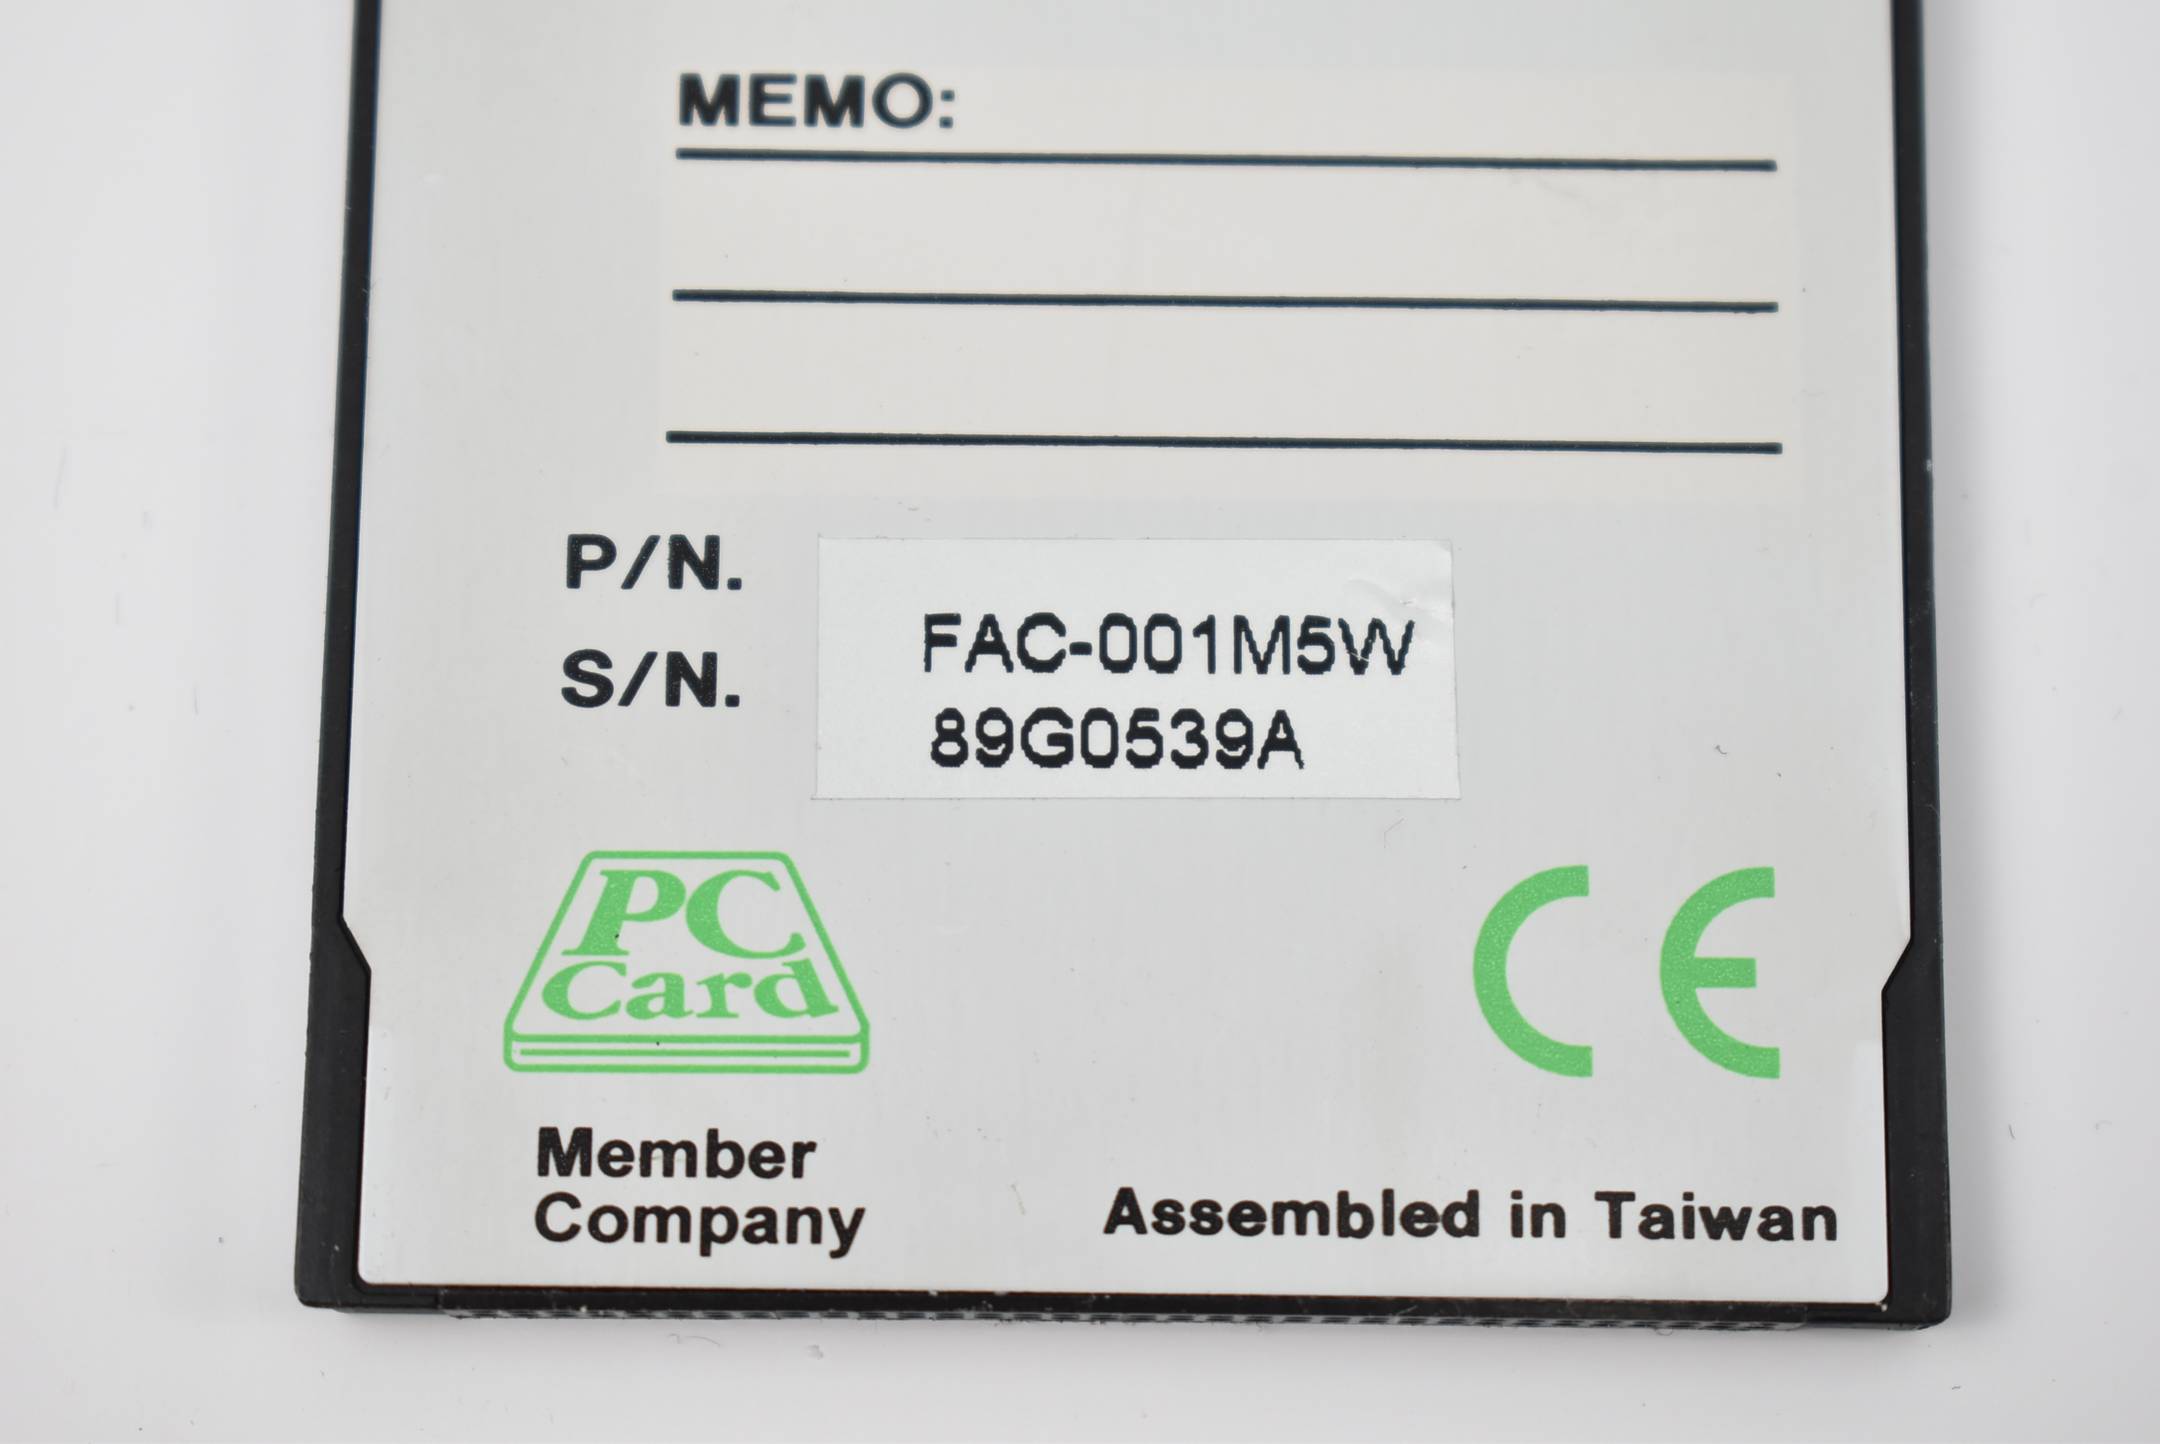 MEMO:
P/N. FAC-001M5W
S/N. 89G0539A
PC
Card
CE
Member
Company
Assembled in Taiwan